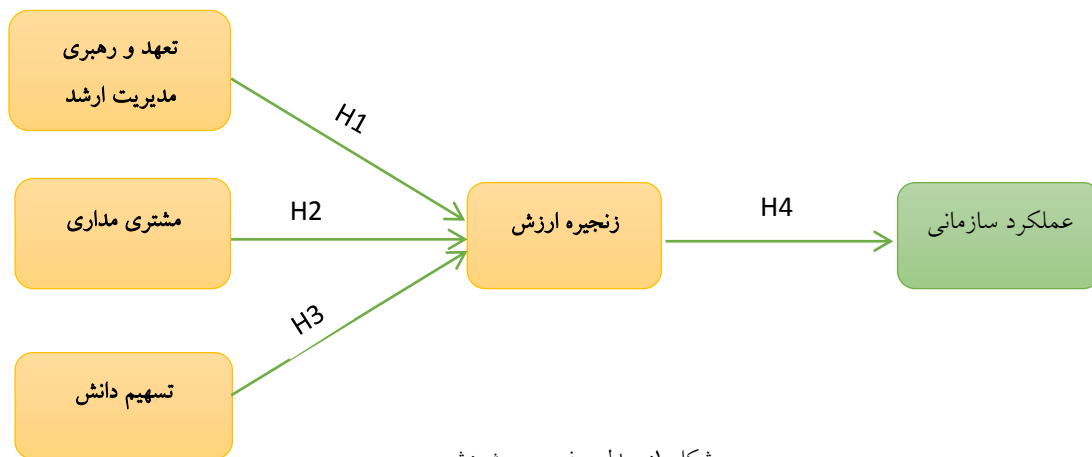 تعهد و رهبری
مدیریت ارشد
H1
مشتری مداری
H2
زنجیره ارزش
H4
عملکرد سازمانی
H3
تسهیم دانش